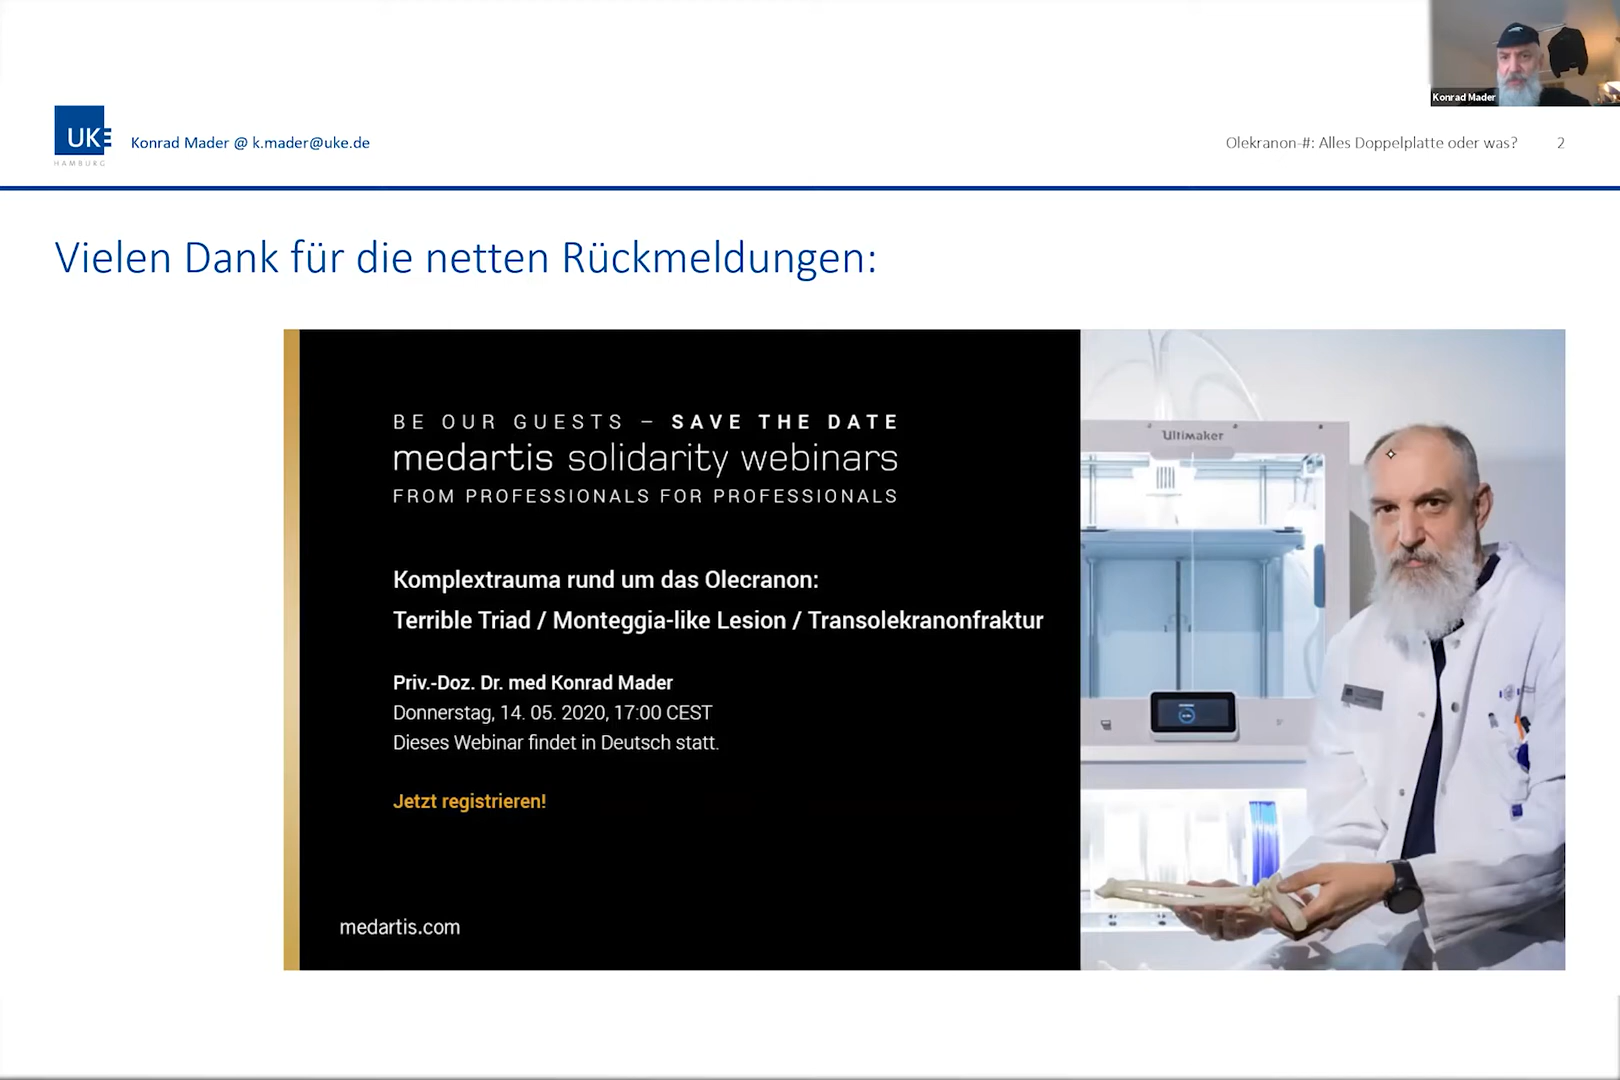 Konrad Mader
UKE
HAMBURG
Konrad Mader @ k.mader@uke.de
Olekranon-#: Alles Doppelplatte oder was?
2
Vielen Dank für die netten Rückmeldungen:
BE OUR GUESTS – SAVE THE DATE
medartis solidarity webinars
FROM PROFESSIONALS FOR PROFESSIONALS
Komplextrauma rund um das Olecranon:
Terrible Triad / Monteggia-like Lesion / Transolekranonfraktur
Priv.-Doz. Dr. med Konrad Mader
Donnerstag, 14. 05. 2020, 17:00 CEST
Dieses Webinar findet in Deutsch statt.
Jetzt registrieren!
medartis.com
Ultimaker